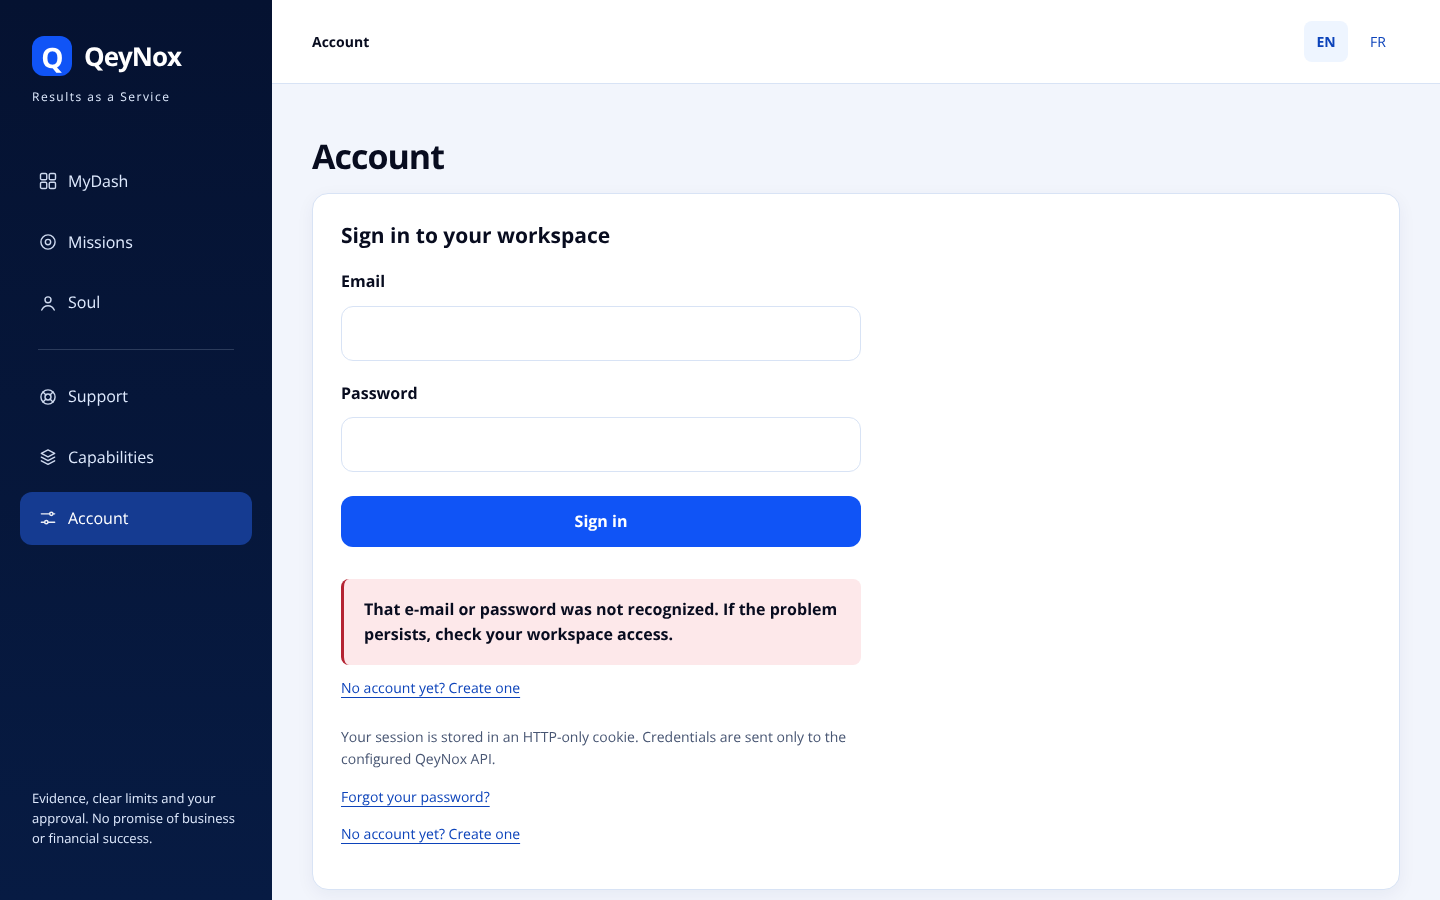 Q QeyNox
Results as a Service
MyDash
Missions
Soul
Support
Capabilities
Account
Evidence, clear limits and your
approval. No promise of business
or financial success.
Account
EN
FR
Account
Sign in to your workspace
Email
Password
Sign in
That e-mail or password was not recognized. If the problem
persists, check your workspace access.
No account yet? Create one
Your session is stored in an HTTP-only cookie. Credentials are sent only to the
configured QeyNox API.
Forgot your password?
No account yet? Create one